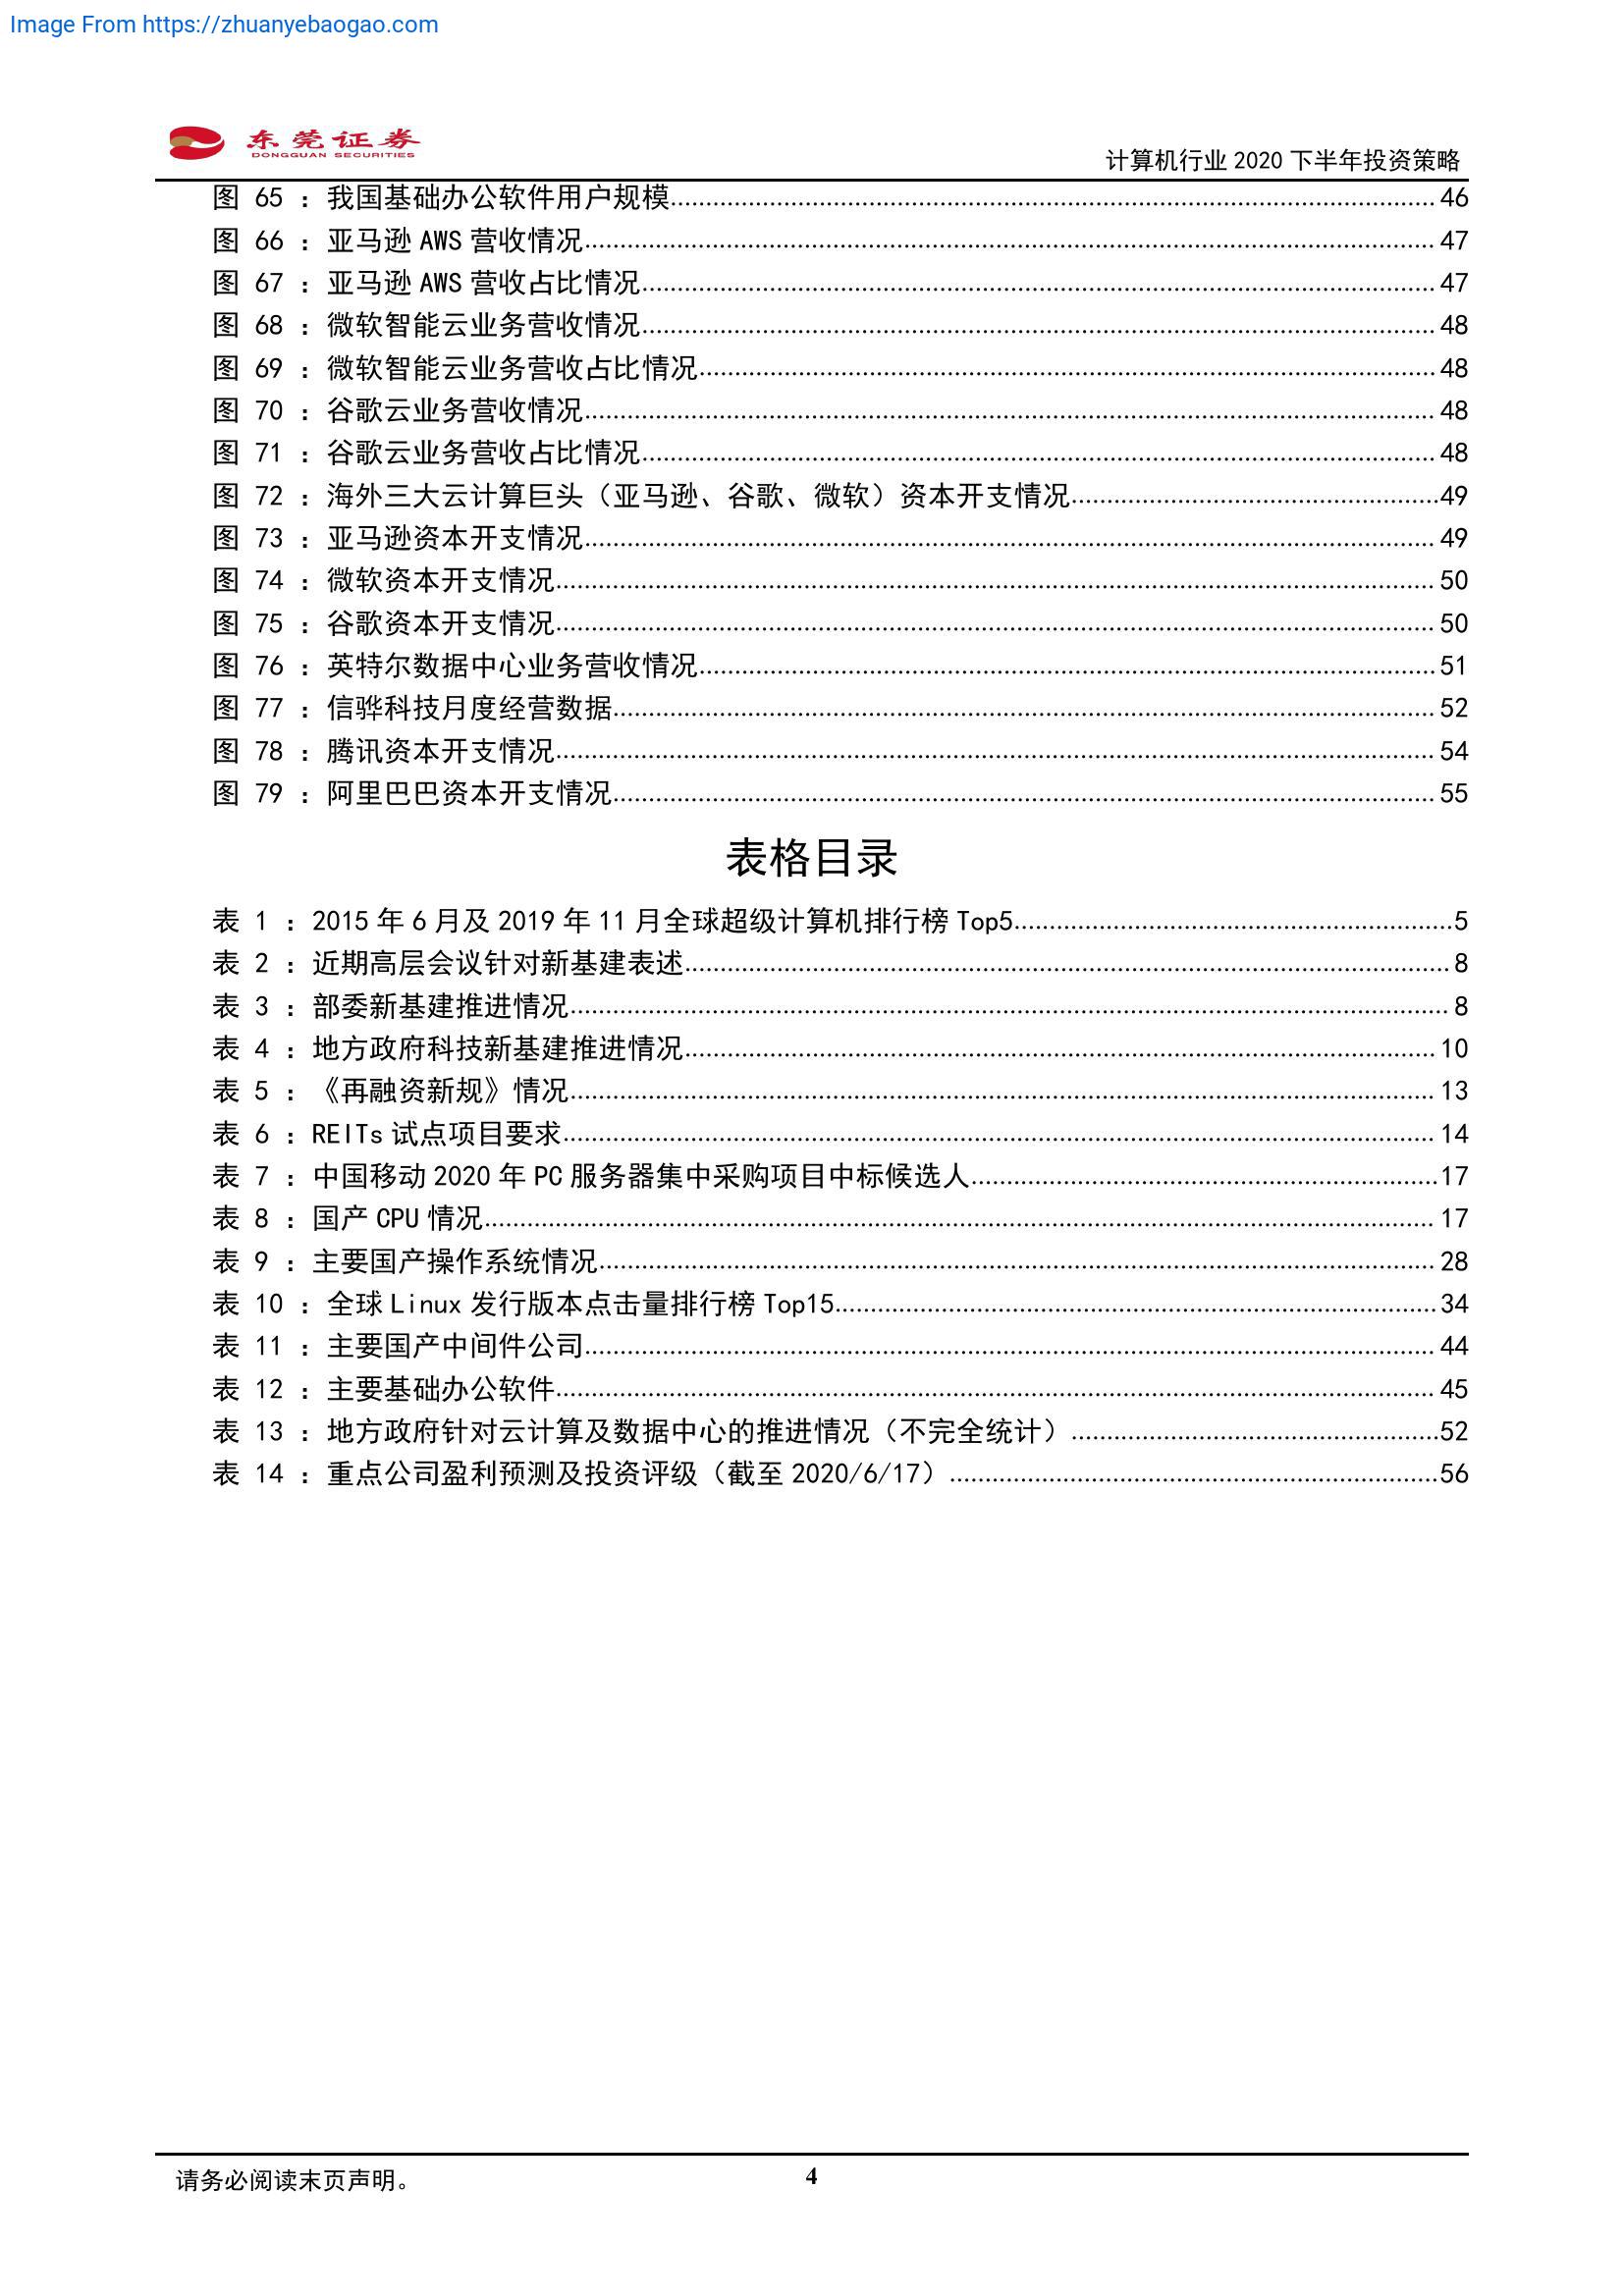 Image From https://zhuanyebaogao.com
东莞证券
DONGGUAN SECURITIES
计算机行业 2020 下半年投资策略
图 65 ：我国基础办公软件用户规模........ 46
图 66 ：亚马逊 AWS 营收情况........ 47
图 67 ：亚马逊 AWS 营收占比情况........ 47
图 68 ：微软智能云业务营收情况........ 48
图 69 ：微软智能云业务营收占比情况........ 48
图 70 ：谷歌云业务营收情况........ 48
图 71 ：谷歌云业务营收占比情况........ 48
图 72 ：海外三大云计算巨头（亚马逊、谷歌、微软）资本开支情况........ 49
图 73 ：亚马逊资本开支情况........ 49
图 74 ：微软资本开支情况........ 50
图 75 ：谷歌资本开支情况........ 50
图 76 ：英特尔数据中心业务营收情况........ 51
图 77 ：信骅科技月度经营数据........ 52
图 78 ：腾讯资本开支情况........ 54
图 79 ：阿里巴巴资本开支情况........ 55
表格目录
表 1 ：2015 年 6 月及 2019 年 11 月全球超级计算机排行榜 Top5........ 5
表 2 ：近期高层会议针对新基建表述........ 8
表 3 ：部委新基建推进情况........ 8
表 4 ：地方政府科技新基建推进情况........ 10
表 5 ：《再融资新规》情况........ 13
表 6 ：REITs 试点项目要求........ 14
表 7 ：中国移动 2020 年 PC 服务器集中采购项目中标候选人........ 17
表 8 ：国产 CPU 情况........ 17
表 9 ：主要国产操作系统情况........ 28
表 10 ：全球 Linux 发行版本点击量排行榜 Top15........ 34
表 11 ：主要国产中间件公司........ 44
表 12 ：主要基础办公软件........ 45
表 13 ：地方政府针对云计算及数据中心的推进情况（不完全统计）........ 52
表 14 ：重点公司盈利预测及投资评级（截至 2020/6/17）........ 56
请务必阅读末页声明。
4